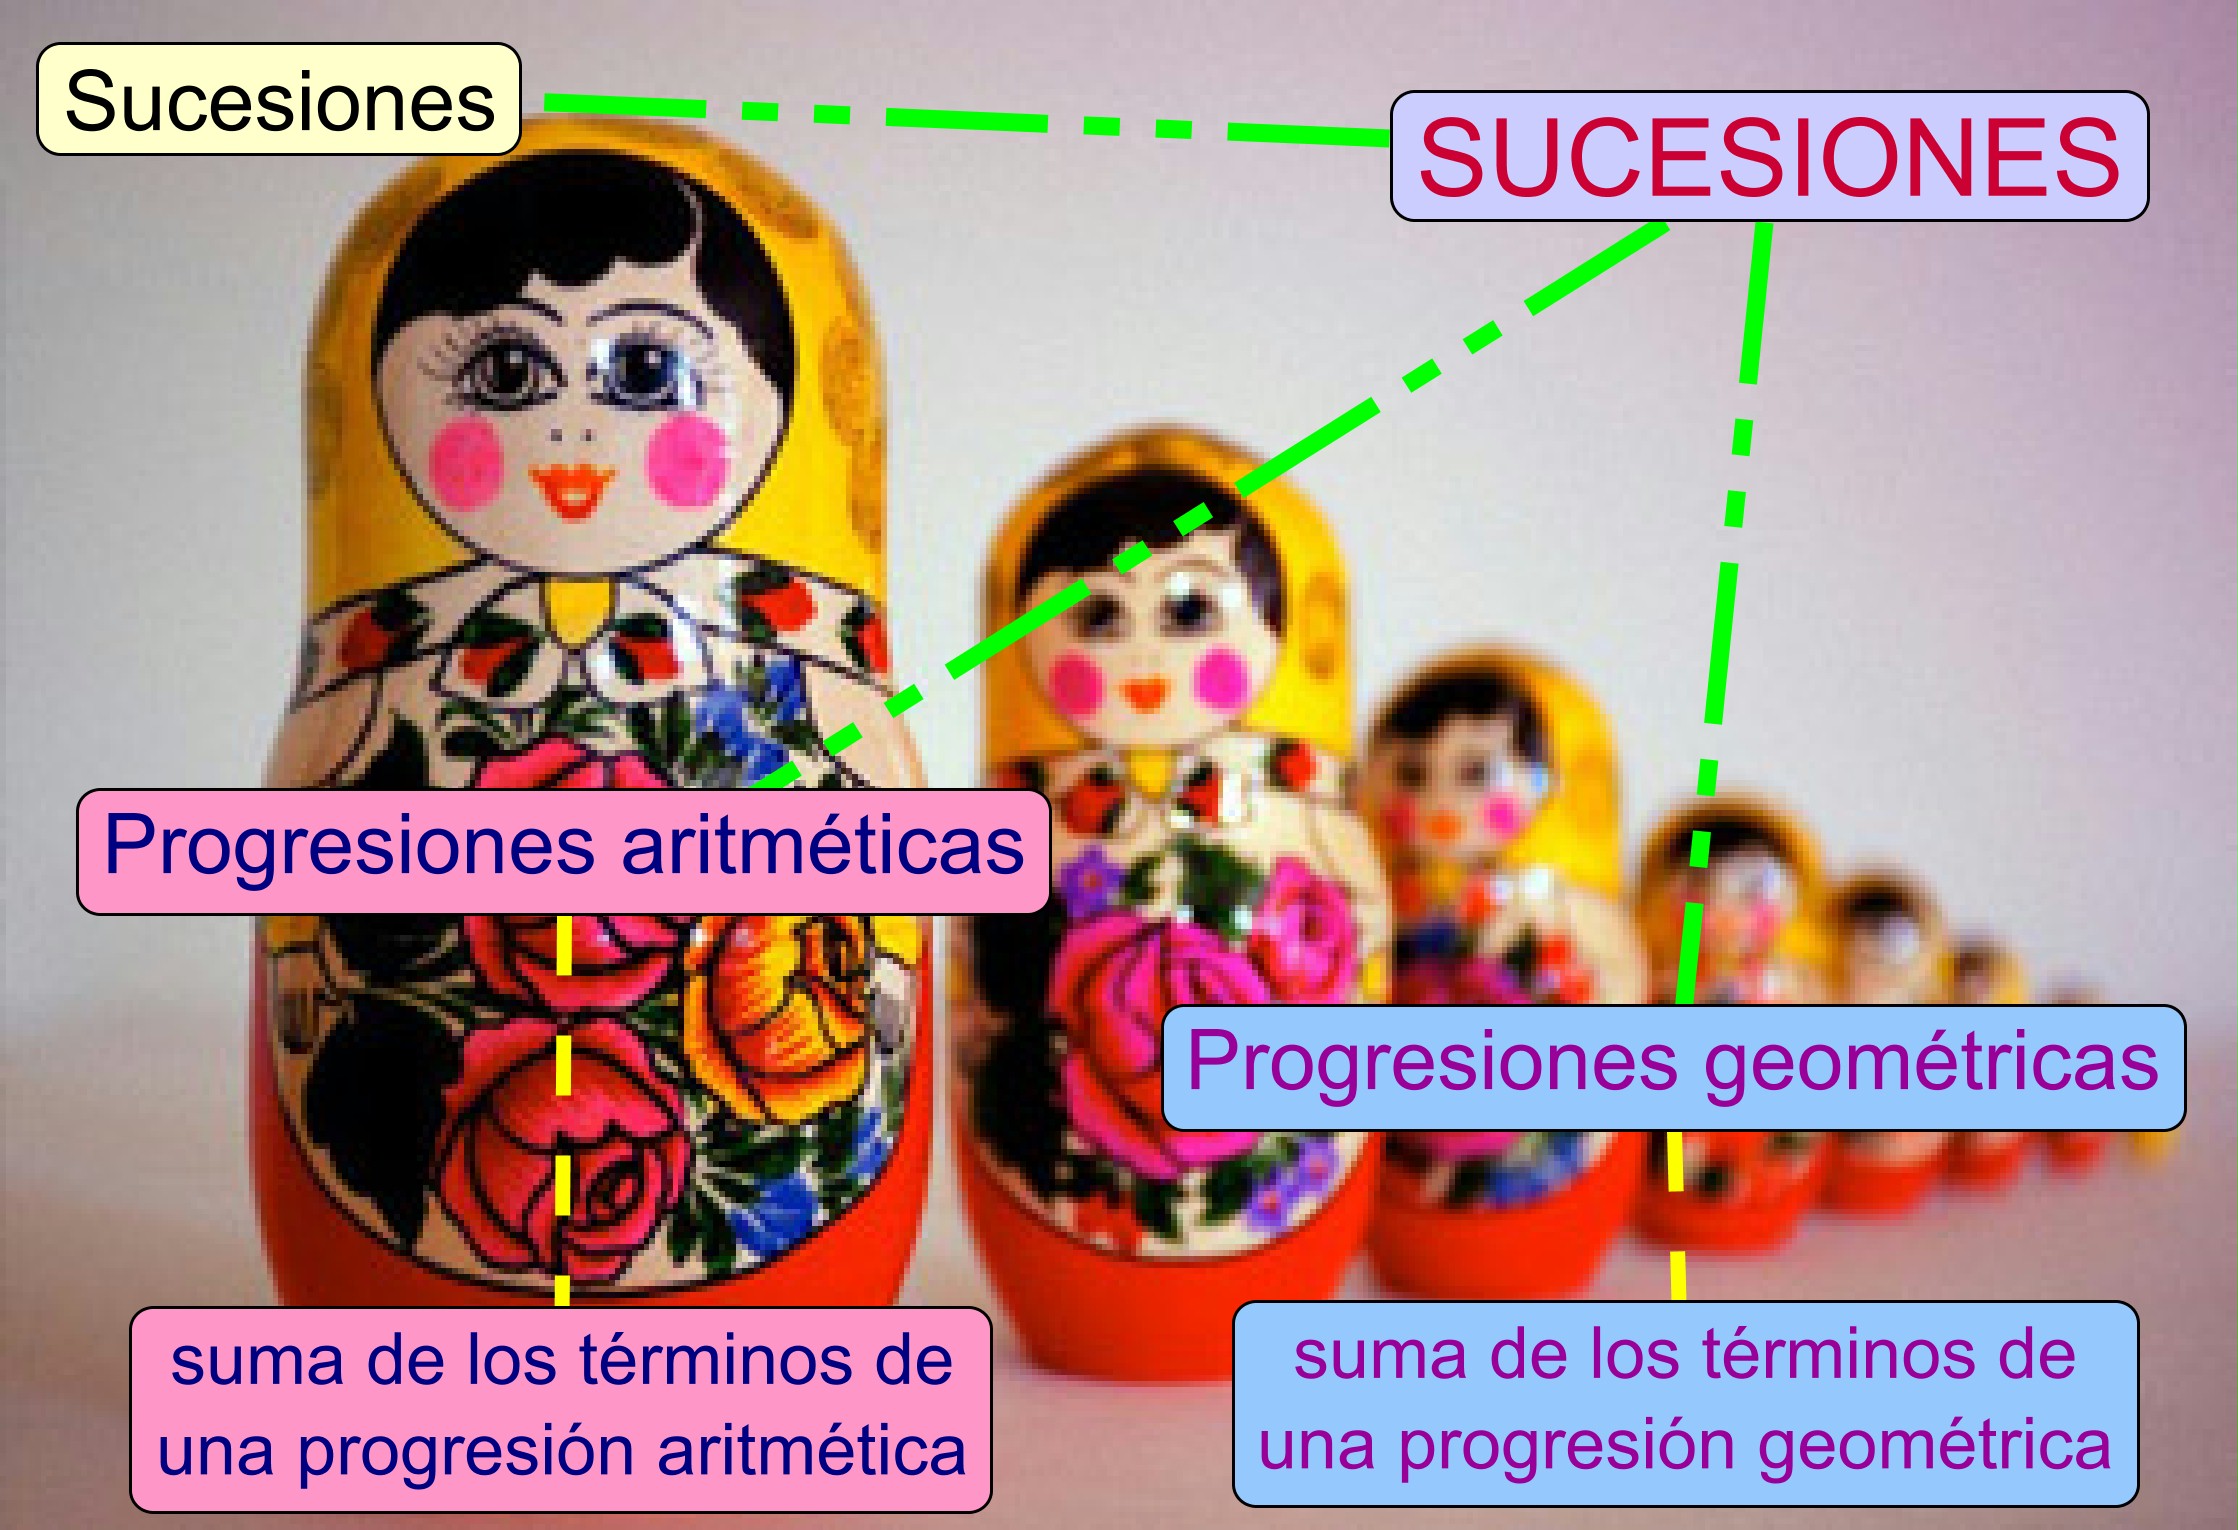 Sucesiones
SUCESIONES
Progresiones aritméticas
Progresiones geométricas
suma de los términos de
una progresión aritmética
suma de los términos de
una progresión geométrica